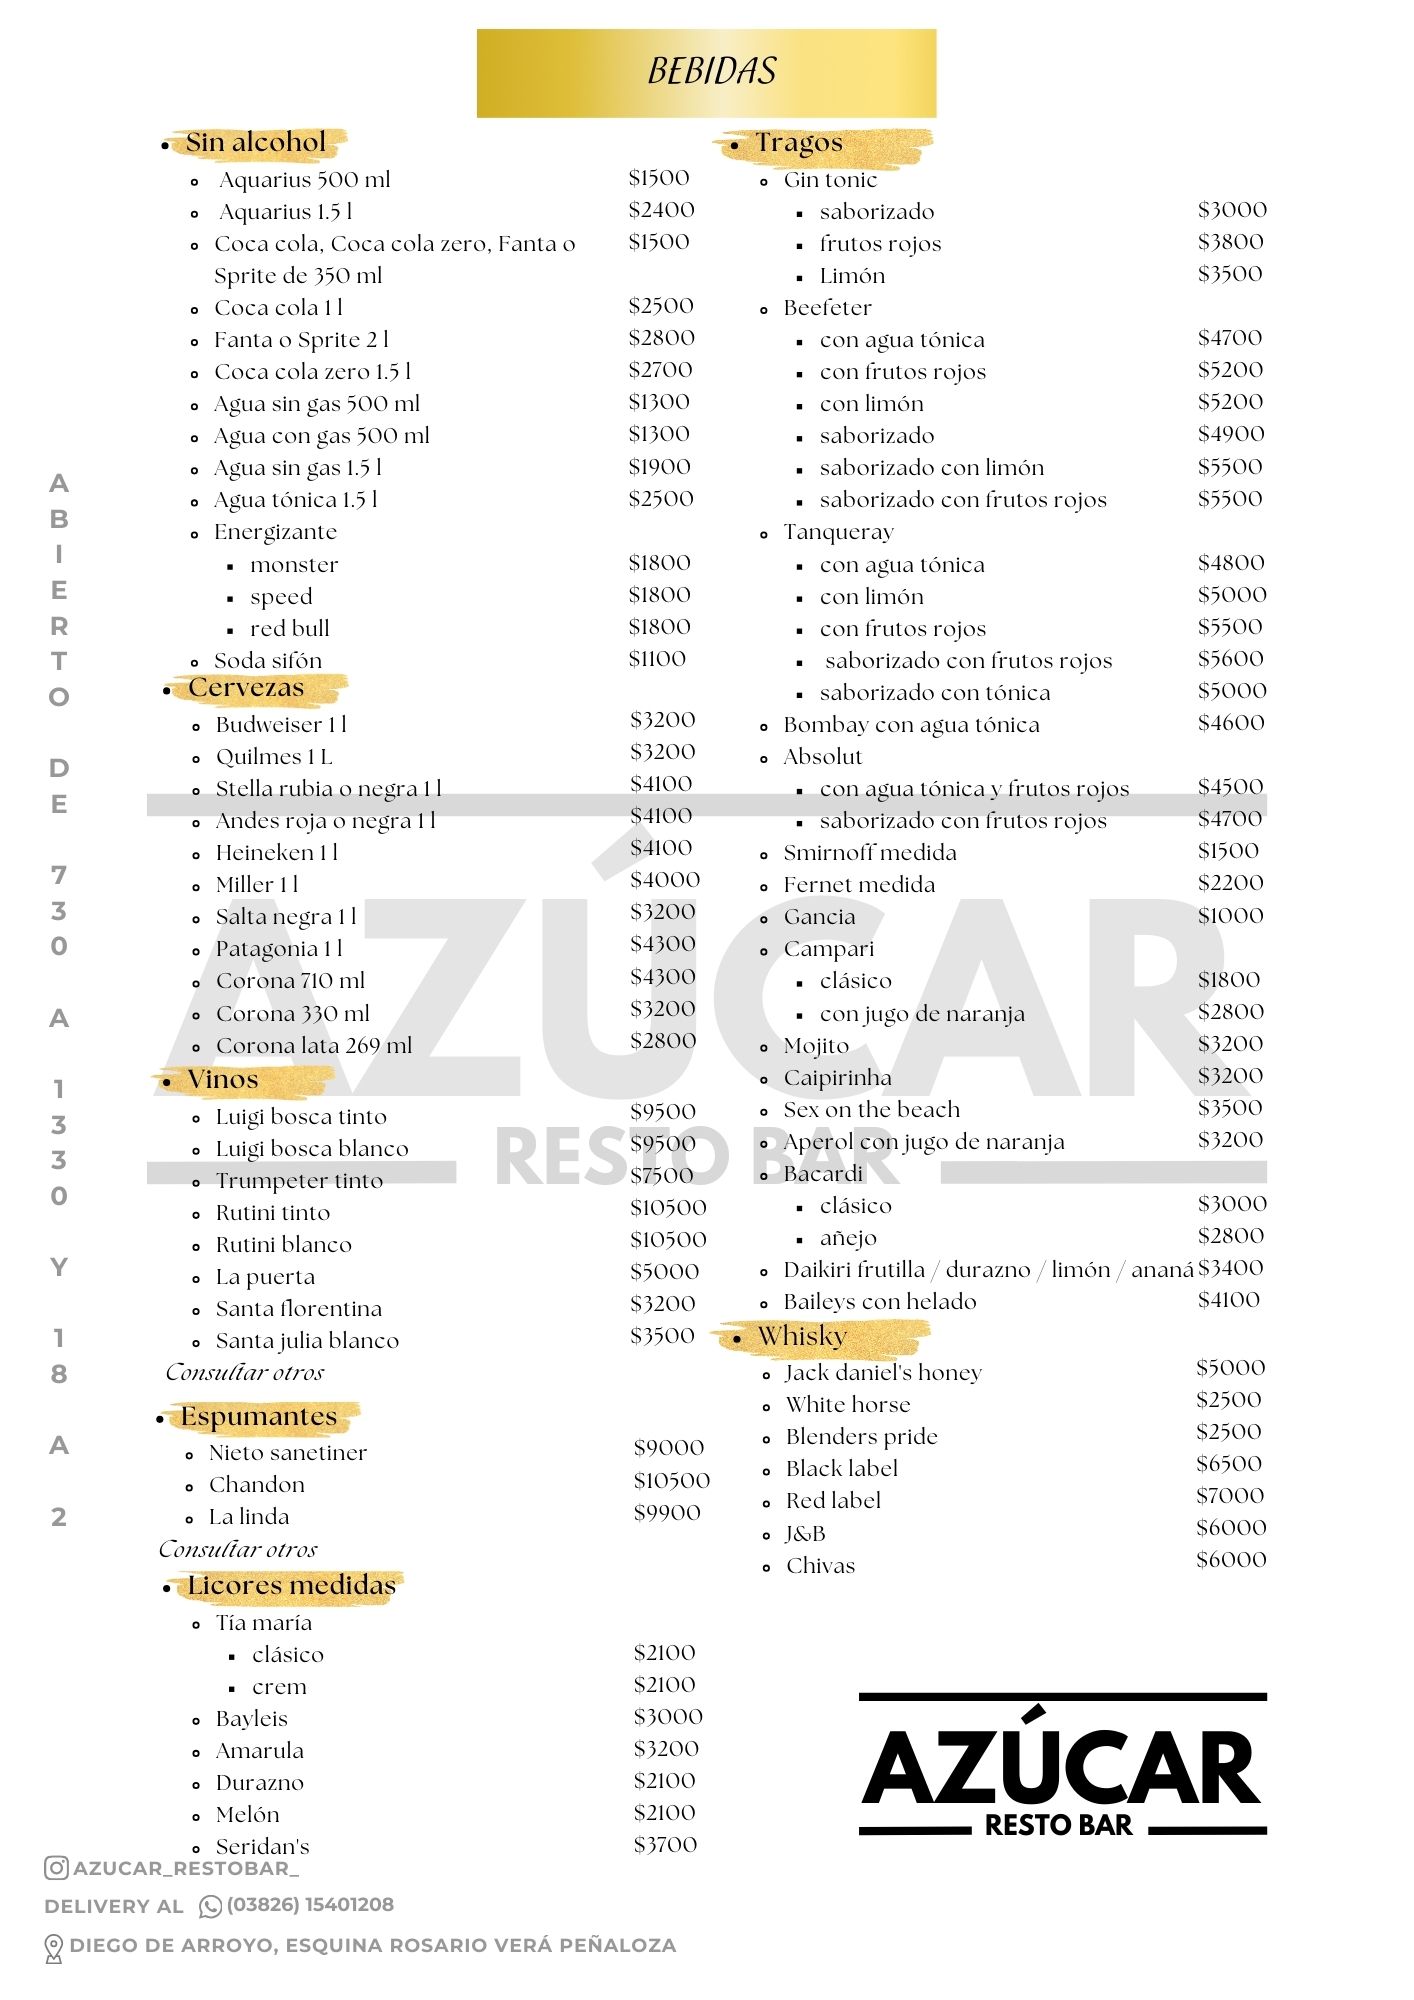 BEBIDAS
Sin alcohol
Aquarius 500 ml $1500
Aquarius 1.5 l $2400
Coca cola, Coca cola zero, Fanta o $1500
Sprite de 350 ml
Coca cola 1 l $2500
Fanta o Sprite 2 l $2800
Coca cola zero 1.5 l $2700
Agua sin gas 500 ml $1300
Agua con gas 500 ml $1300
Agua sin gas 1.5 l $1900
Agua tónica 1.5 l $2500
Energizante
monster $1800
speed $1800
red bull $1800
Soda sifón $1100
Cervezas
Budweiser 1 l $3200
Quilmes 1 L $3200
Stella rubia o negra 1 l $4100
Andes roja o negra 1 l $4100
Heineken 1 l $4100
Miller 1 l $4000
Salta negra 1 l $3200
Patagonia 1 l $4300
Corona 710 ml $4300
Corona 330 ml $3200
Corona lata 269 ml $2800
Vinos
Luigi bosca tinto $9500
Luigi bosca blanco $9500
Trumpeter tinto $7500
Rutini tinto $10500
Rutini blanco $10500
La puerta $5000
Santa florentina $3200
Santa julia blanco $3500
Consultar otros
Espumantes
Nieto sanetiner $9000
Chandon $10500
La linda $9900
Consultar otros
Licores medidas
Tía maría
clásico $2100
crem $2100
Bayleis $3000
Amarula $3200
Durazno $2100
Melón $2100
Seridan's $3700
Tragos
Gin tonic
saborizado $3000
frutos rojos $3800
Limón $3500
Beefeter
con agua tónica $4700
con frutos rojos $5200
con limón $5200
saborizado $4900
saborizado con limón $5500
saborizado con frutos rojos $5500
Tanqueray
con agua tónica $4800
con limón $5000
con frutos rojos $5500
saborizado con frutos rojos $5600
saborizado con tónica $5000
Bombay con agua tónica $4600
Absolut
con agua tónica y frutos rojos $4500
saborizado con frutos rojos $4700
Smirnoff medida $1500
Fernet medida $2200
Gancia $1000
Campari
clásico $1800
con jugo de naranja $2800
Mojito $3200
Caipirinha $3200
Sex on the beach $3500
Aperol con jugo de naranja $3200
Bacardi
clásico $3000
añejo $2800
Daikiri frutilla / durazno / limón / ananá $3400
Baileys con helado $4100
Whisky
Jack daniel's honey $5000
White horse $2500
Blenders pride $2500
Black label $6500
Red label $7000
J&B $6000
Chivas $6000
AZÚCAR
RESTO BAR
AZÚCAR
RESTO BAR
ABIERTO DE 730 A 1330 Y 18 A 2
AZUCAR_RESTOBAR_
DELIVERY AL (03826) 15401208
DIEGO DE ARROYO, ESQUINA ROSARIO VERÁ PEÑALOZA